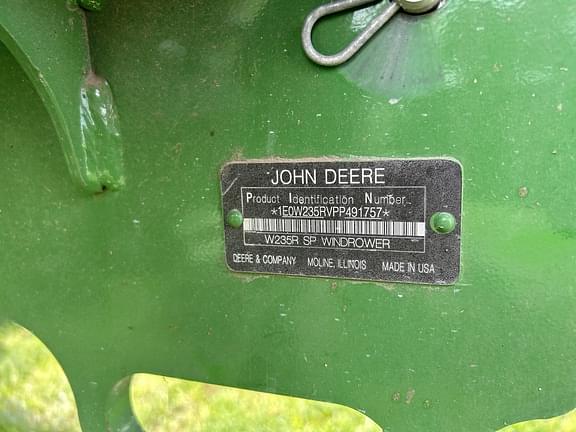 JOHN DEERE
Product Identification Number
*1E0W235RVPP491757*
W235R SP WINDROWER
DEERE & COMPANY MOLINE, ILLINOIS MADE IN USA